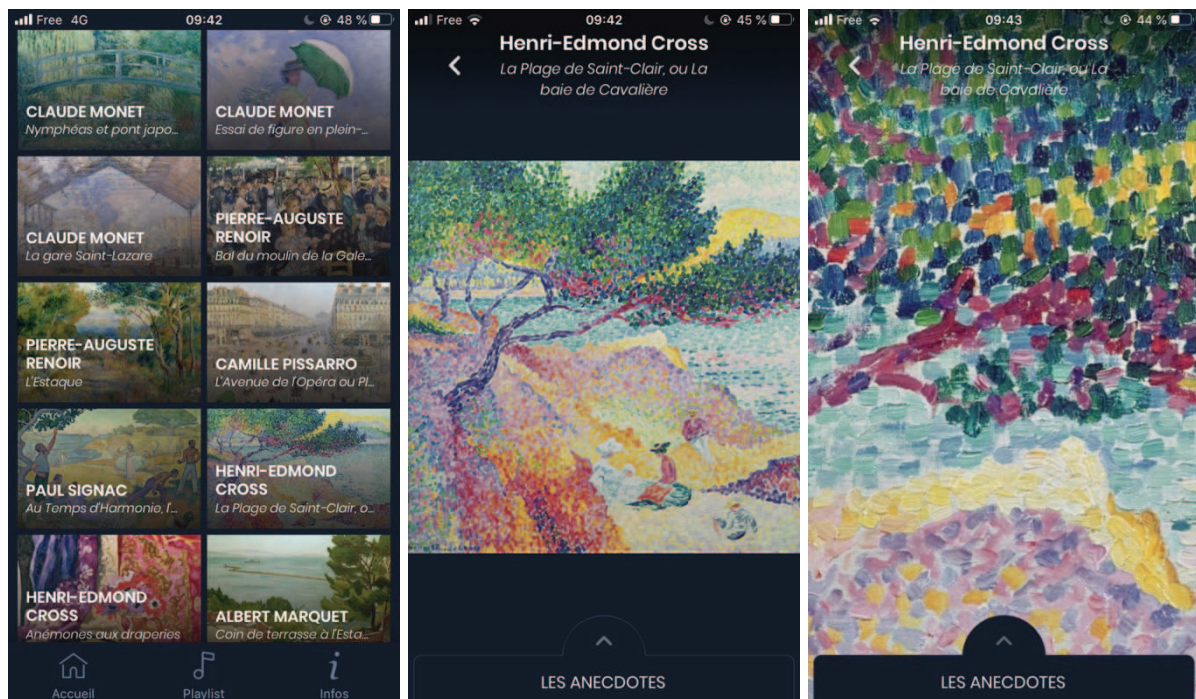 Free 4G 09:42 48 %
CLAUDE MONET
Nymphéas et pont japo...
CLAUDE MONET
Essai de figure en plein-...
CLAUDE MONET
La gare Saint-Lazare
PIERRE-AUGUSTE
RENOIR
Bal du moulin de la Gale...
PIERRE-AUGUSTE
RENOIR
L'Estaque
CAMILLE PISSARRO
L'Avenue de l'Opéra ou Pl...
PAUL SIGNAC
Au Temps d'Harmonie, l'...
HENRI-EDMOND
CROSS
La Plage de Saint-Clair, o...
HENRI-EDMOND
CROSS
Anémones aux draperies
ALBERT MARQUET
Coin de terrasse à l'Esta...
Accueil
Playlist
Infos
Free 09:42 45 %
Henri-Edmond Cross
La Plage de Saint-Clair, ou La
baie de Cavalière
LES ANECDOTES
Free 09:43 44 %
Henri-Edmond Cross
La Plage de Saint-Clair, ou La
baie de Cavalière
LES ANECDOTES